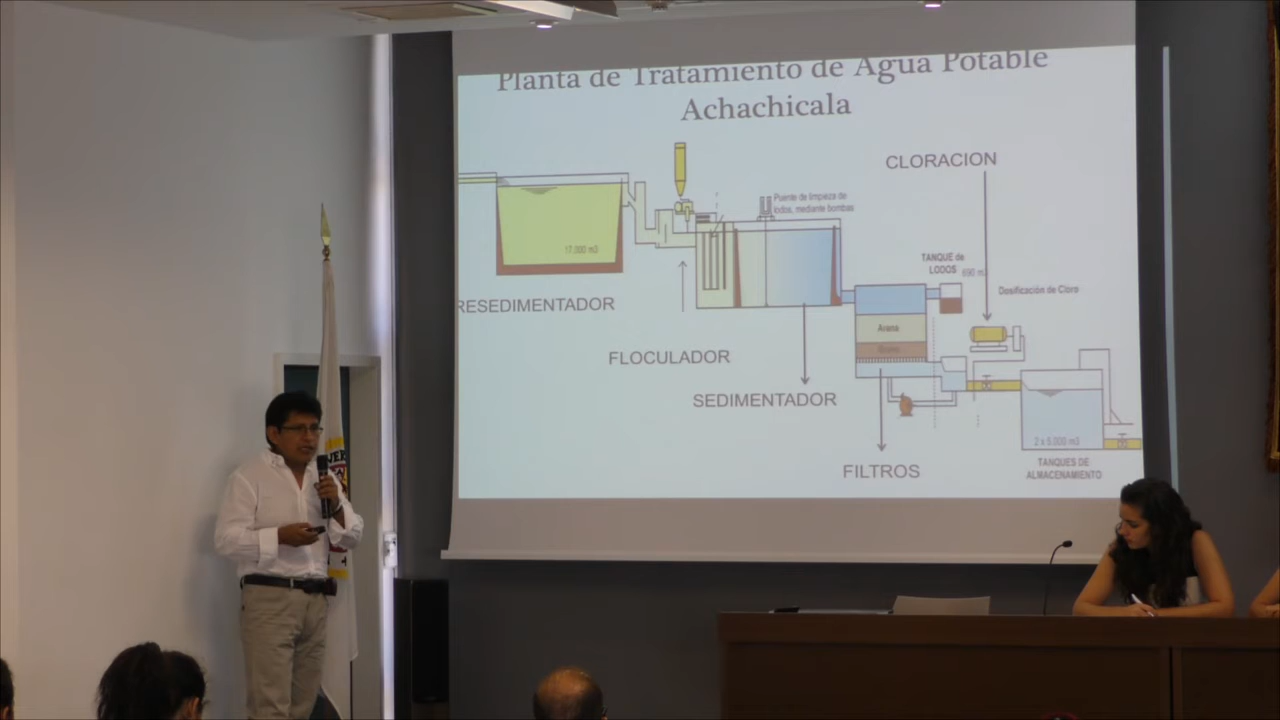 Planta de Tratamiento de Agua Potable
Achachicala
CLORACION
Puente de limpieza de
lodos, mediante bombas
17.000 m3
TANQUE de
LODOS
690 m
Dosificación de Cloro
RESEDIMENTADOR
Arena
FLOCULADOR
SEDIMENTADOR
2 x 5.000 m3
FILTROS
TANQUES DE
ALMACENAMIENTO